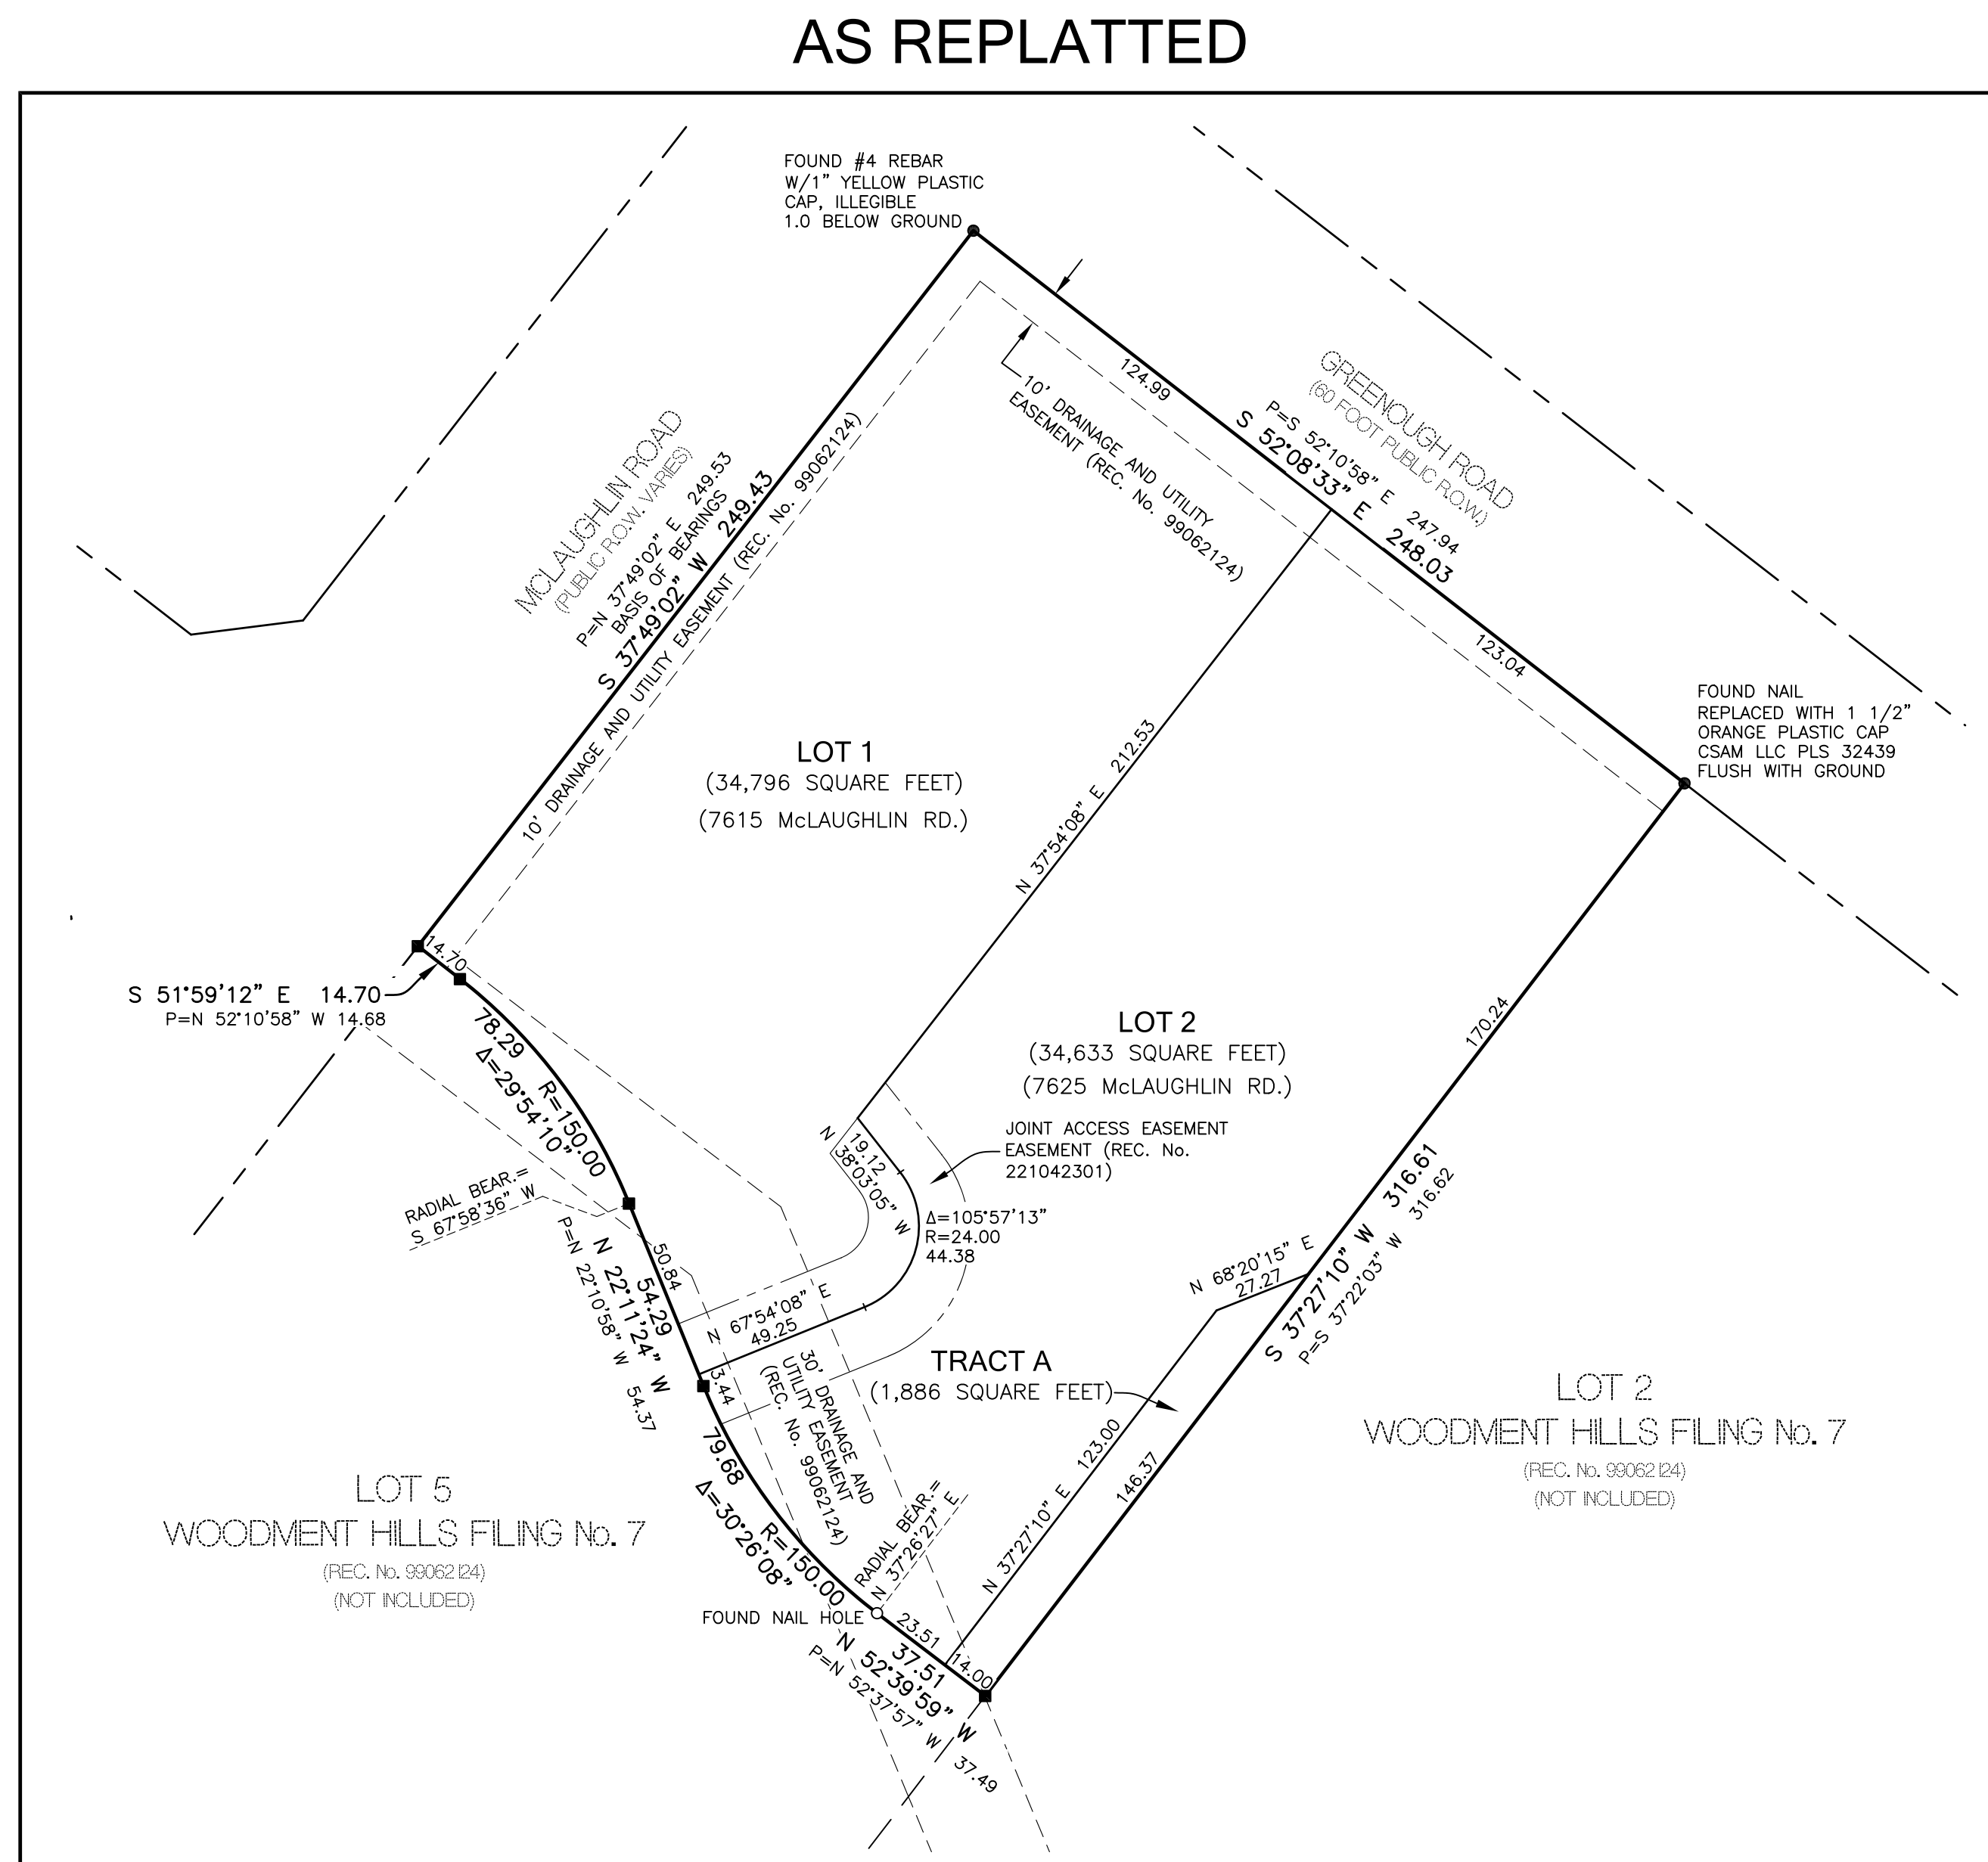 AS REPLATTED
FOUND #4 REBAR
W/1" YELLOW PLASTIC
CAP, ILLEGIBLE
1.0 BELOW GROUND
MCLAUGHLIN ROAD
(PUBLIC R.O.W. VARIES)
P=N 37°49'02" E 249.53
BASIS OF BEARINGS
S 37°49'02" W 249.43
10' DRAINAGE AND UTILITY EASEMENT (REC. No. 99062124)
124.99
10' DRAINAGE AND UTILITY
EASEMENT (REC. No. 99062124)
GREENOUGH ROAD
(60 FOOT PUBLIC R.O.W.)
P=S 52°10'58" E 247.94
S 52°08'33" E 248.03
123.04
FOUND NAIL
REPLACED WITH 1 1/2"
ORANGE PLASTIC CAP
CSAM LLC PLS 32439
FLUSH WITH GROUND
LOT 1
(34,796 SQUARE FEET)
(7615 McLAUGHLIN RD.)
N 37°54'08" E 212.53
14.70
S 51°59'12" E 14.70
P=N 52°10'58" W 14.68
78.29
R=150.00
Δ=29°54'10"
LOT 2
(34,633 SQUARE FEET)
(7625 McLAUGHLIN RD.)
170.24
JOINT ACCESS EASEMENT
EASEMENT (REC. No.
221042301)
19.12
N 38°03'05" W
Δ=105°57'13"
R=24.00
44.38
RADIAL BEAR.=
S 67°58'36" W
50.84
54.29
N 22°11'24" W
P=N 22°10'58" W 54.37
N 67°54'08" E
49.25
3.44
30' DRAINAGE AND
UTILITY EASEMENT
(REC. No. 99062124)
N 68°20'15" E
27.27
S 37°27'10" W 316.61
P=S 37°22'03" W 316.62
TRACT A
(1,886 SQUARE FEET)
N 37°27'10" E 123.00
146.37
LOT 2
WOODMENT HILLS FILING No. 7
(REC. No. 99062124)
(NOT INCLUDED)
LOT 5
WOODMENT HILLS FILING No. 7
(REC. No. 99062124)
(NOT INCLUDED)
79.68
R=150.00
Δ=30°26'08"
RADIAL BEAR.=
N 37°26'27" E
FOUND NAIL HOLE
23.51
14.00
37.51
N 52°39'59" W
P=N 52°37'57" W 37.49